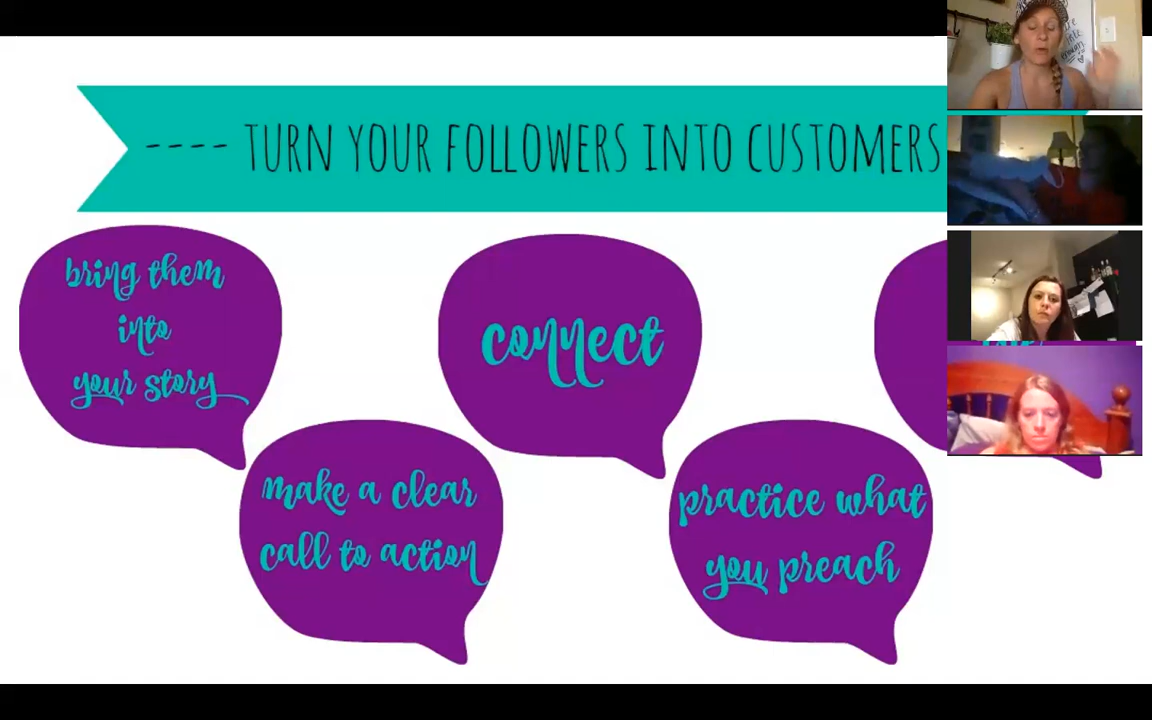 ---- TURN YOUR FOLLOWERS INTO CUSTOMERS
bring them
into
your story
connect
make a clear
call to action
practice what
you preach